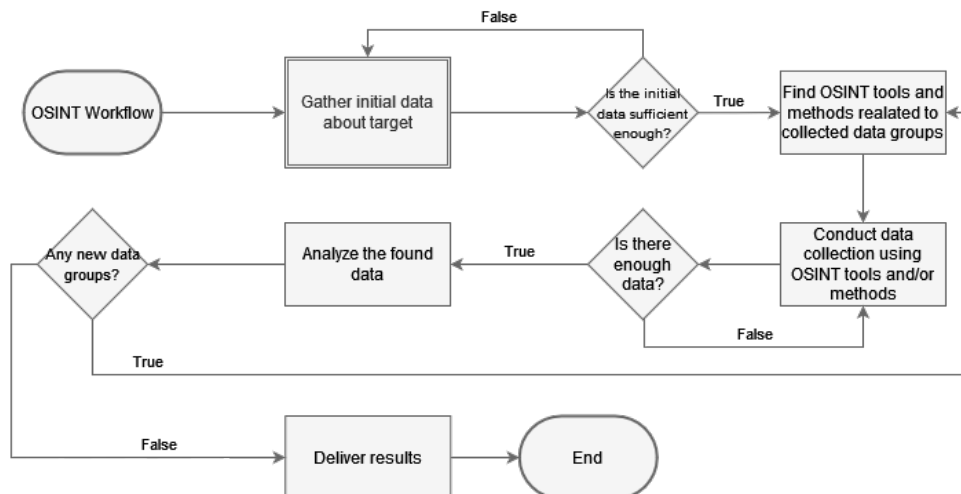 False
OSINT Workflow
Gather initial data
about target
Is the initial
data sufficient
enough?
True
Find OSINT tools and
methods realated to
collected data groups
Any new data
groups?
Analyze the found
data
True
Is there
enough
data?
Conduct data
collection using
OSINT tools and/or
methods
False
True
False
Deliver results
End